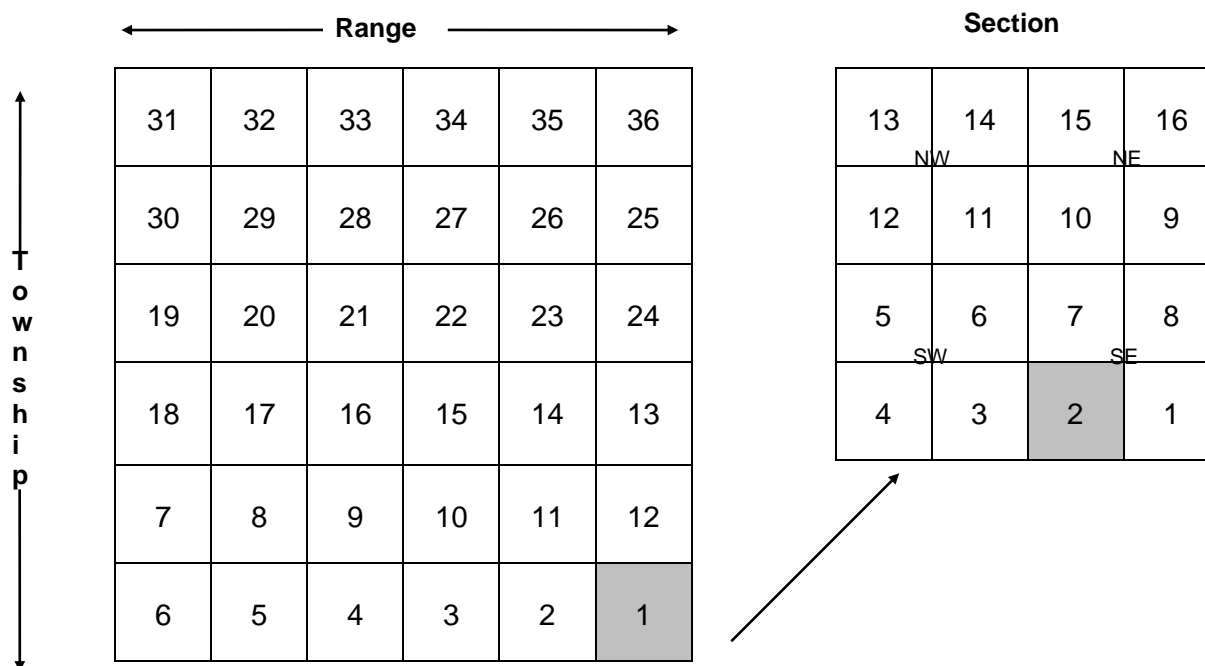 Range
Section
Township
31 32 33 34 35 36
30 29 28 27 26 25
19 20 21 22 23 24
18 17 16 15 14 13
7 8 9 10 11 12
6 5 4 3 2 1
13 14 15 16
NW NE
12 11 10 9
5 6 7 8
SW SE
4 3 2 1